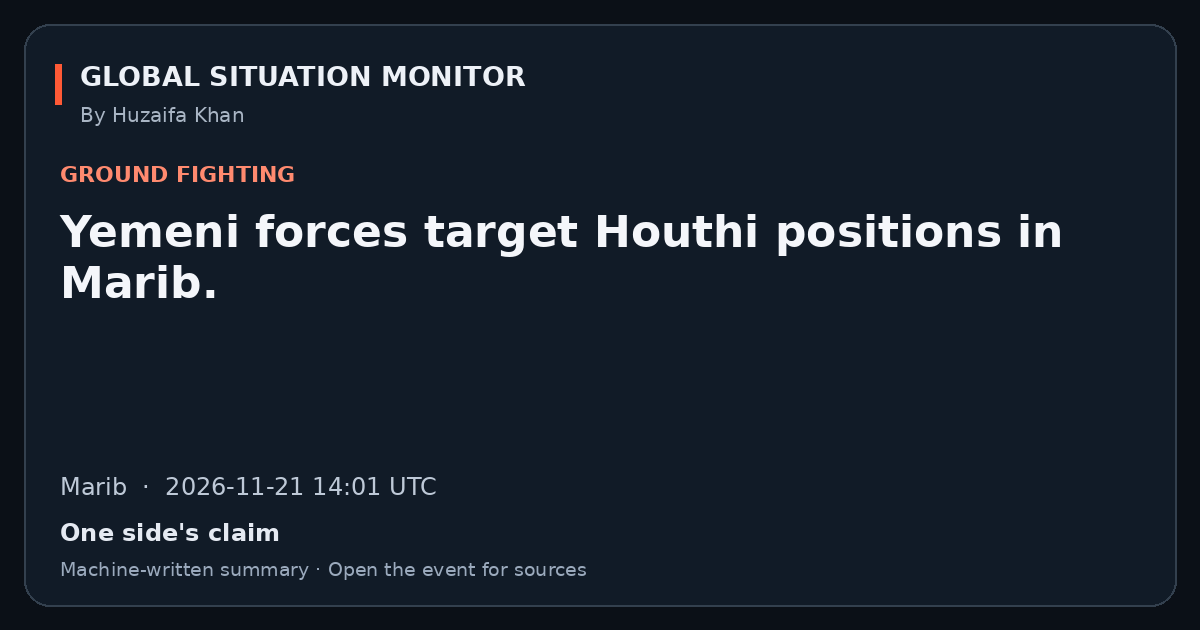 GLOBAL SITUATION MONITOR
By Huzaifa Khan
GROUND FIGHTING
Yemeni forces target Houthi positions in
Marib.
Marib · 2026-11-21 14:01 UTC
One side's claim
Machine-written summary · Open the event for sources